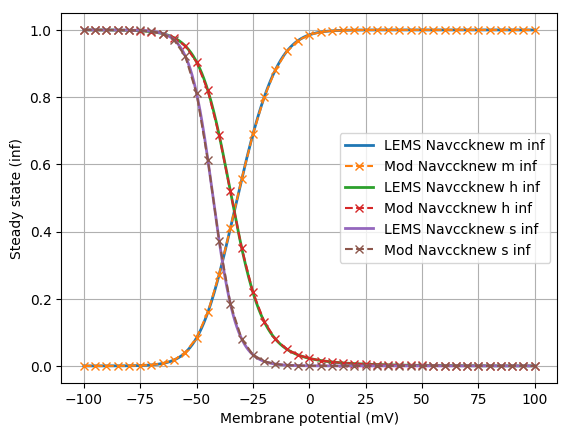 1.0
0.8
0.6
0.4
0.2
0.0
Steady state (inf)
LEMS Navccknew m inf
Mod Navccknew m inf
LEMS Navccknew h inf
Mod Navccknew h inf
LEMS Navccknew s inf
Mod Navccknew s inf
−100 −75 −50 −25 0 25 50 75 100
Membrane potential (mV)